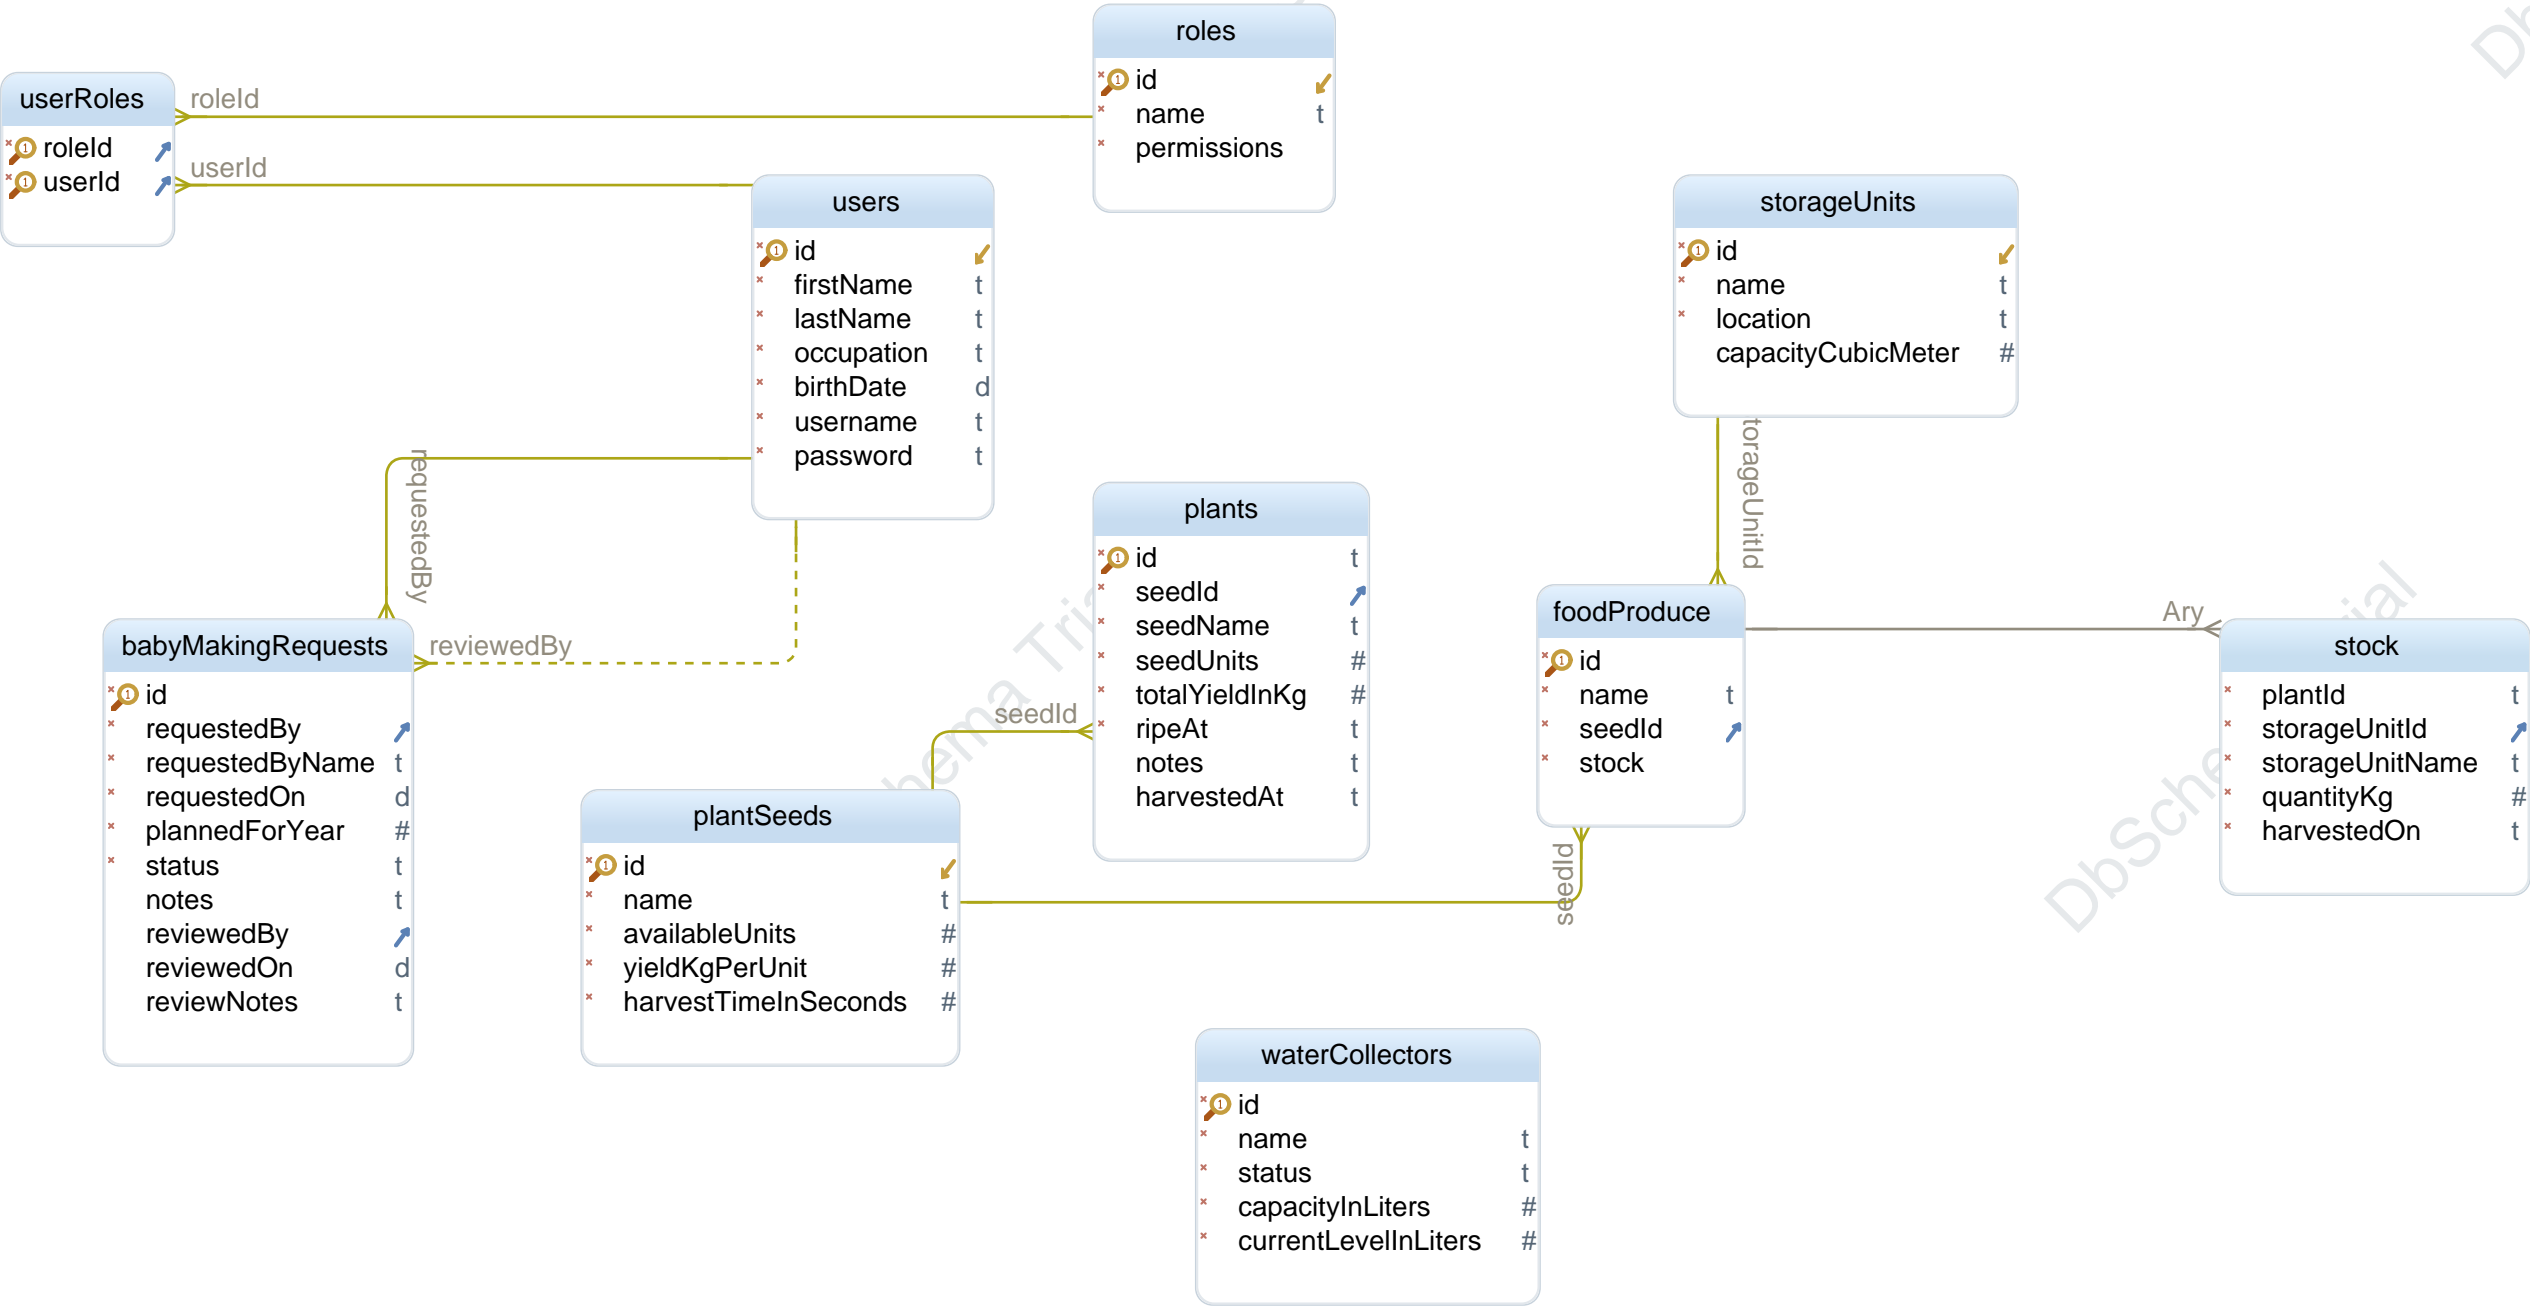 roles
id
name t
permissions
userRoles
roleId
userId
roleId
userId
users
id
firstName t
lastName t
occupation t
birthDate d
username t
password t
storageUnits
id
name t
location t
capacityCubicMeter #
torageUnitId
requestedBy
reviewedBy
plants
id t
seedId
seedName t
seedUnits #
totalYieldInKg #
ripeAt t
notes t
harvestedAt t
seedId
foodProduce
id
name t
seedId
stock
Ary
stock
plantId t
storageUnitId
storageUnitName t
quantityKg #
harvestedOn t
babyMakingRequests
id
requestedBy
requestedByName t
requestedOn d
plannedForYear #
status t
notes t
reviewedBy
reviewedOn d
reviewNotes t
plantSeeds
id
name t
availableUnits #
yieldKgPerUnit #
harvestTimeInSeconds #
seedId
waterCollectors
id
name t
status t
capacityInLiters #
currentLevelInLiters #